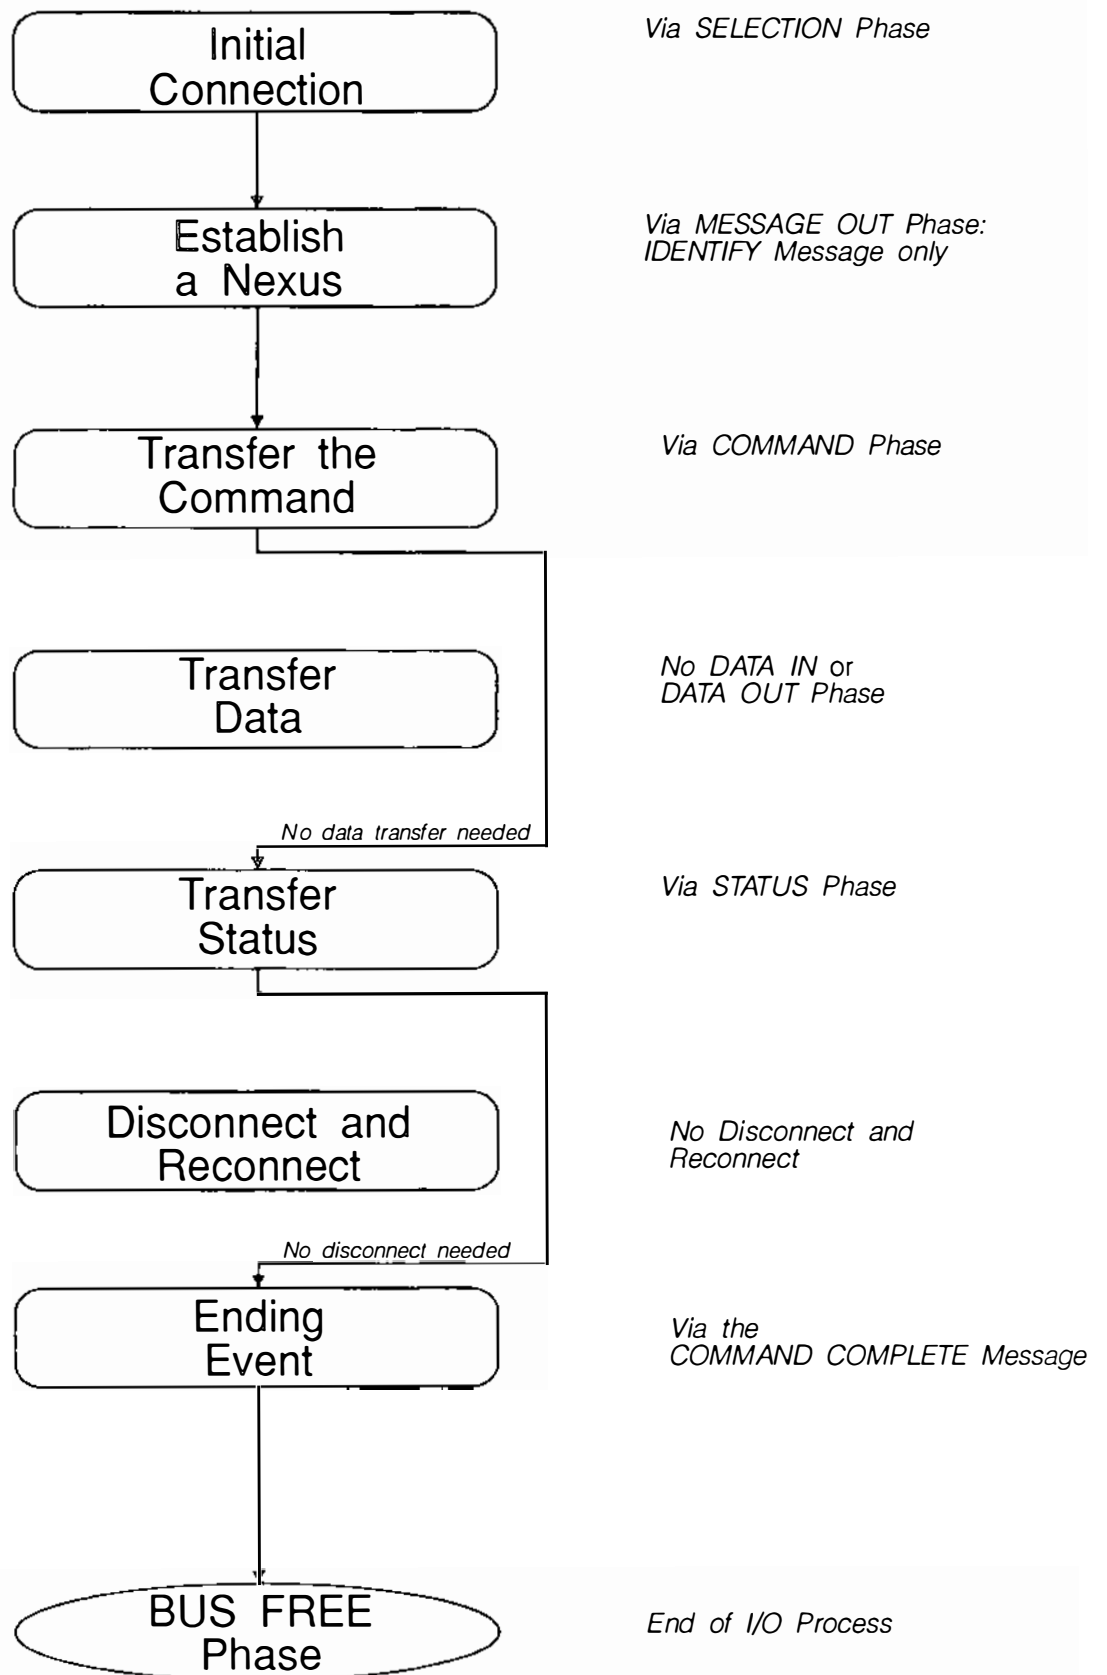 Initial
Connection
Via SELECTION Phase
Establish
a Nexus
Via MESSAGE OUT Phase:
IDENTIFY Message only
Transfer the
Command
Via COMMAND Phase
Transfer
Data
No DATA IN or
DATA OUT Phase
No data transfer needed
Transfer
Status
Via STATUS Phase
Disconnect and
Reconnect
No Disconnect and
Reconnect
No disconnect needed
Ending
Event
Via the
COMMAND COMPLETE Message
BUS FREE
Phase
End of I/O Process